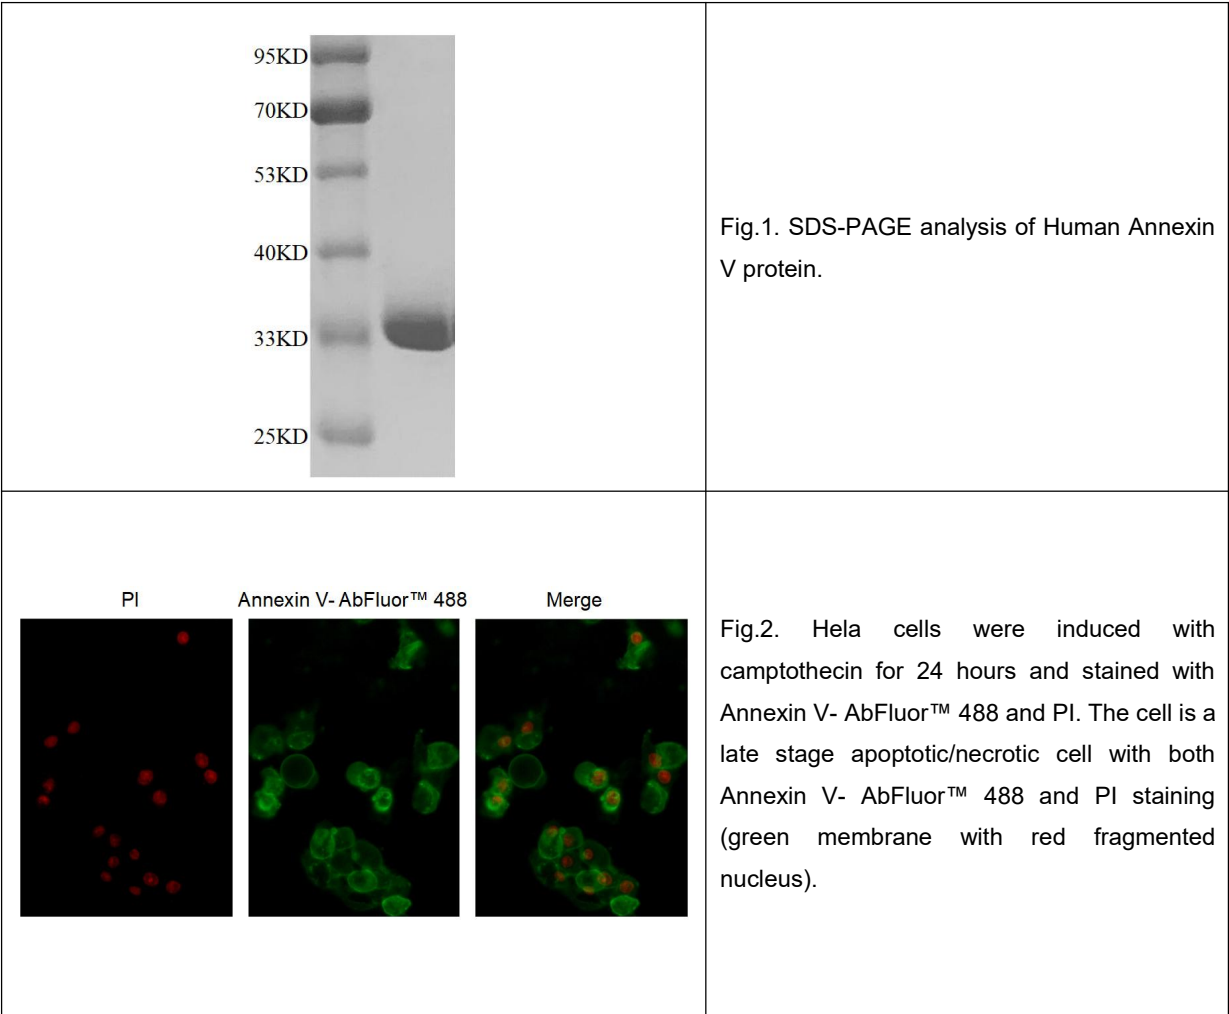 95KD
70KD
53KD
40KD
33KD
25KD
Fig.1. SDS-PAGE analysis of Human Annexin
V protein.
PI
Annexin V- AbFluor™ 488
Merge
Fig.2. Hela cells were induced with
camptothecin for 24 hours and stained with
Annexin V- AbFluor™ 488 and PI. The cell is a
late stage apoptotic/necrotic cell with both
Annexin V- AbFluor™ 488 and PI staining
(green membrane with red fragmented
nucleus).